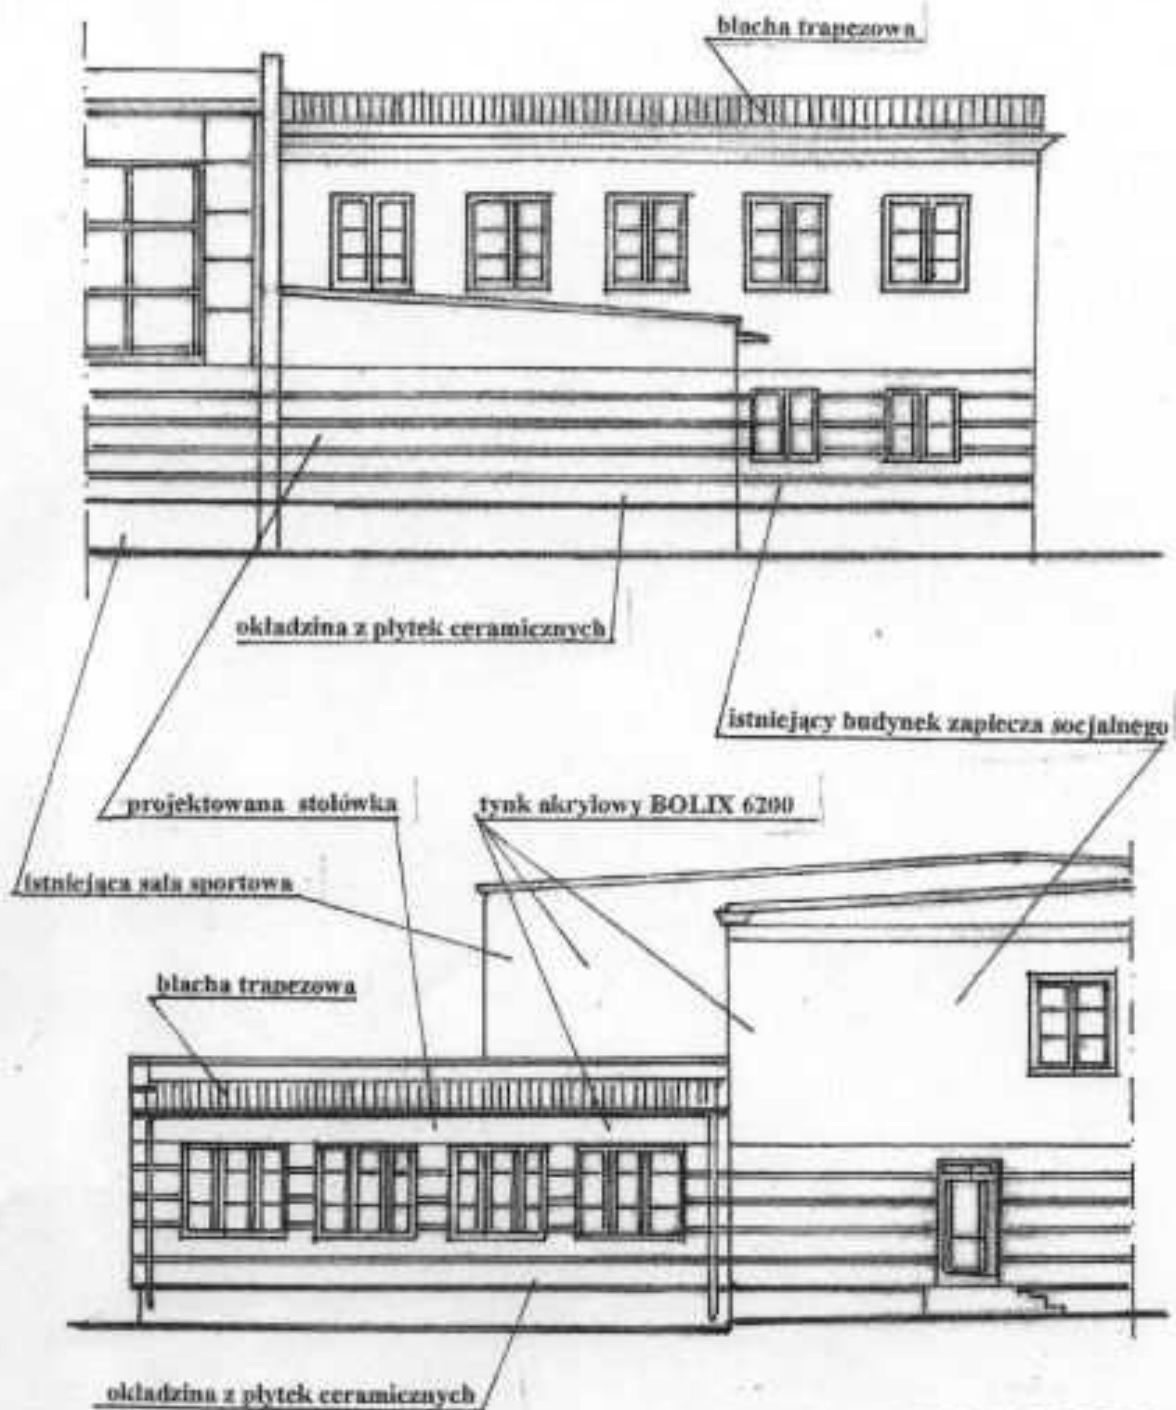 blacha trapezowa
okładzina z płytek ceramicznych
istniejący budynek zaplecza socjalnego
projektowana stołówka
tynk akrylowy BOLIX 6200
istniejąca sala sportowa
blacha trapezowa
okładzina z płytek ceramicznych